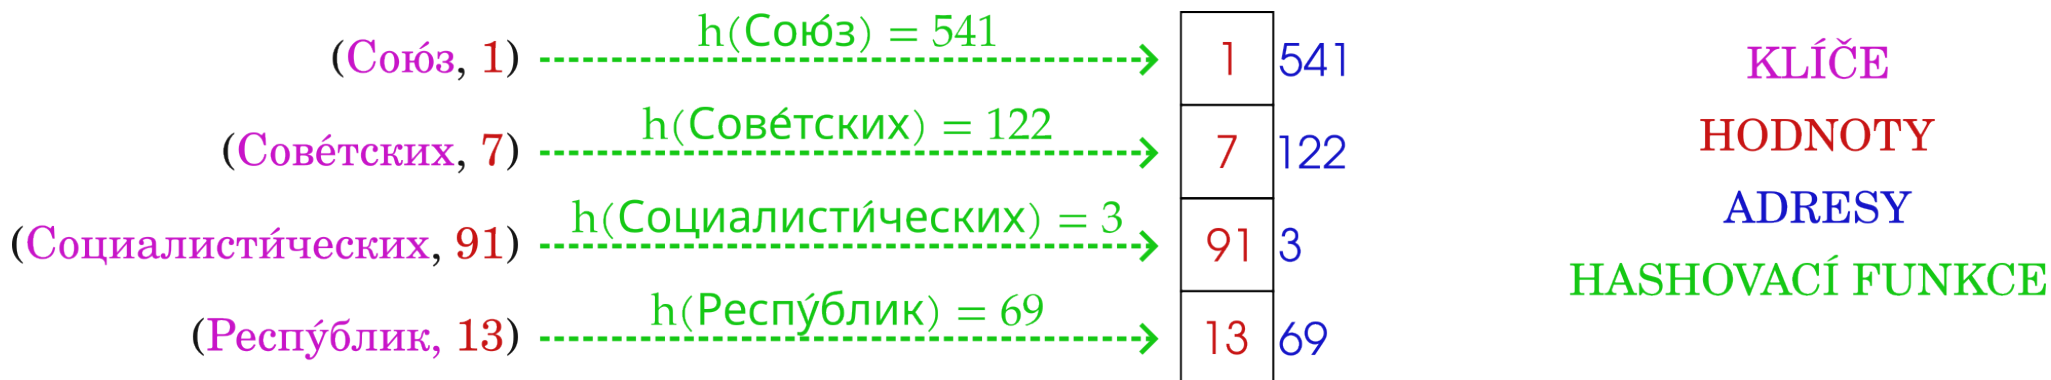 (Сою́з, 1) h(Сою́з) = 541 1 541
(Сове́тских, 7) h(Сове́тских) = 122 7 122
(Социалисти́ческих, 91) h(Социалисти́ческих) = 3 91 3
(Респу́блик, 13) h(Респу́блик) = 69 13 69
KLÍČE
HODNOTY
ADRESY
HASHOVACÍ FUNKCE